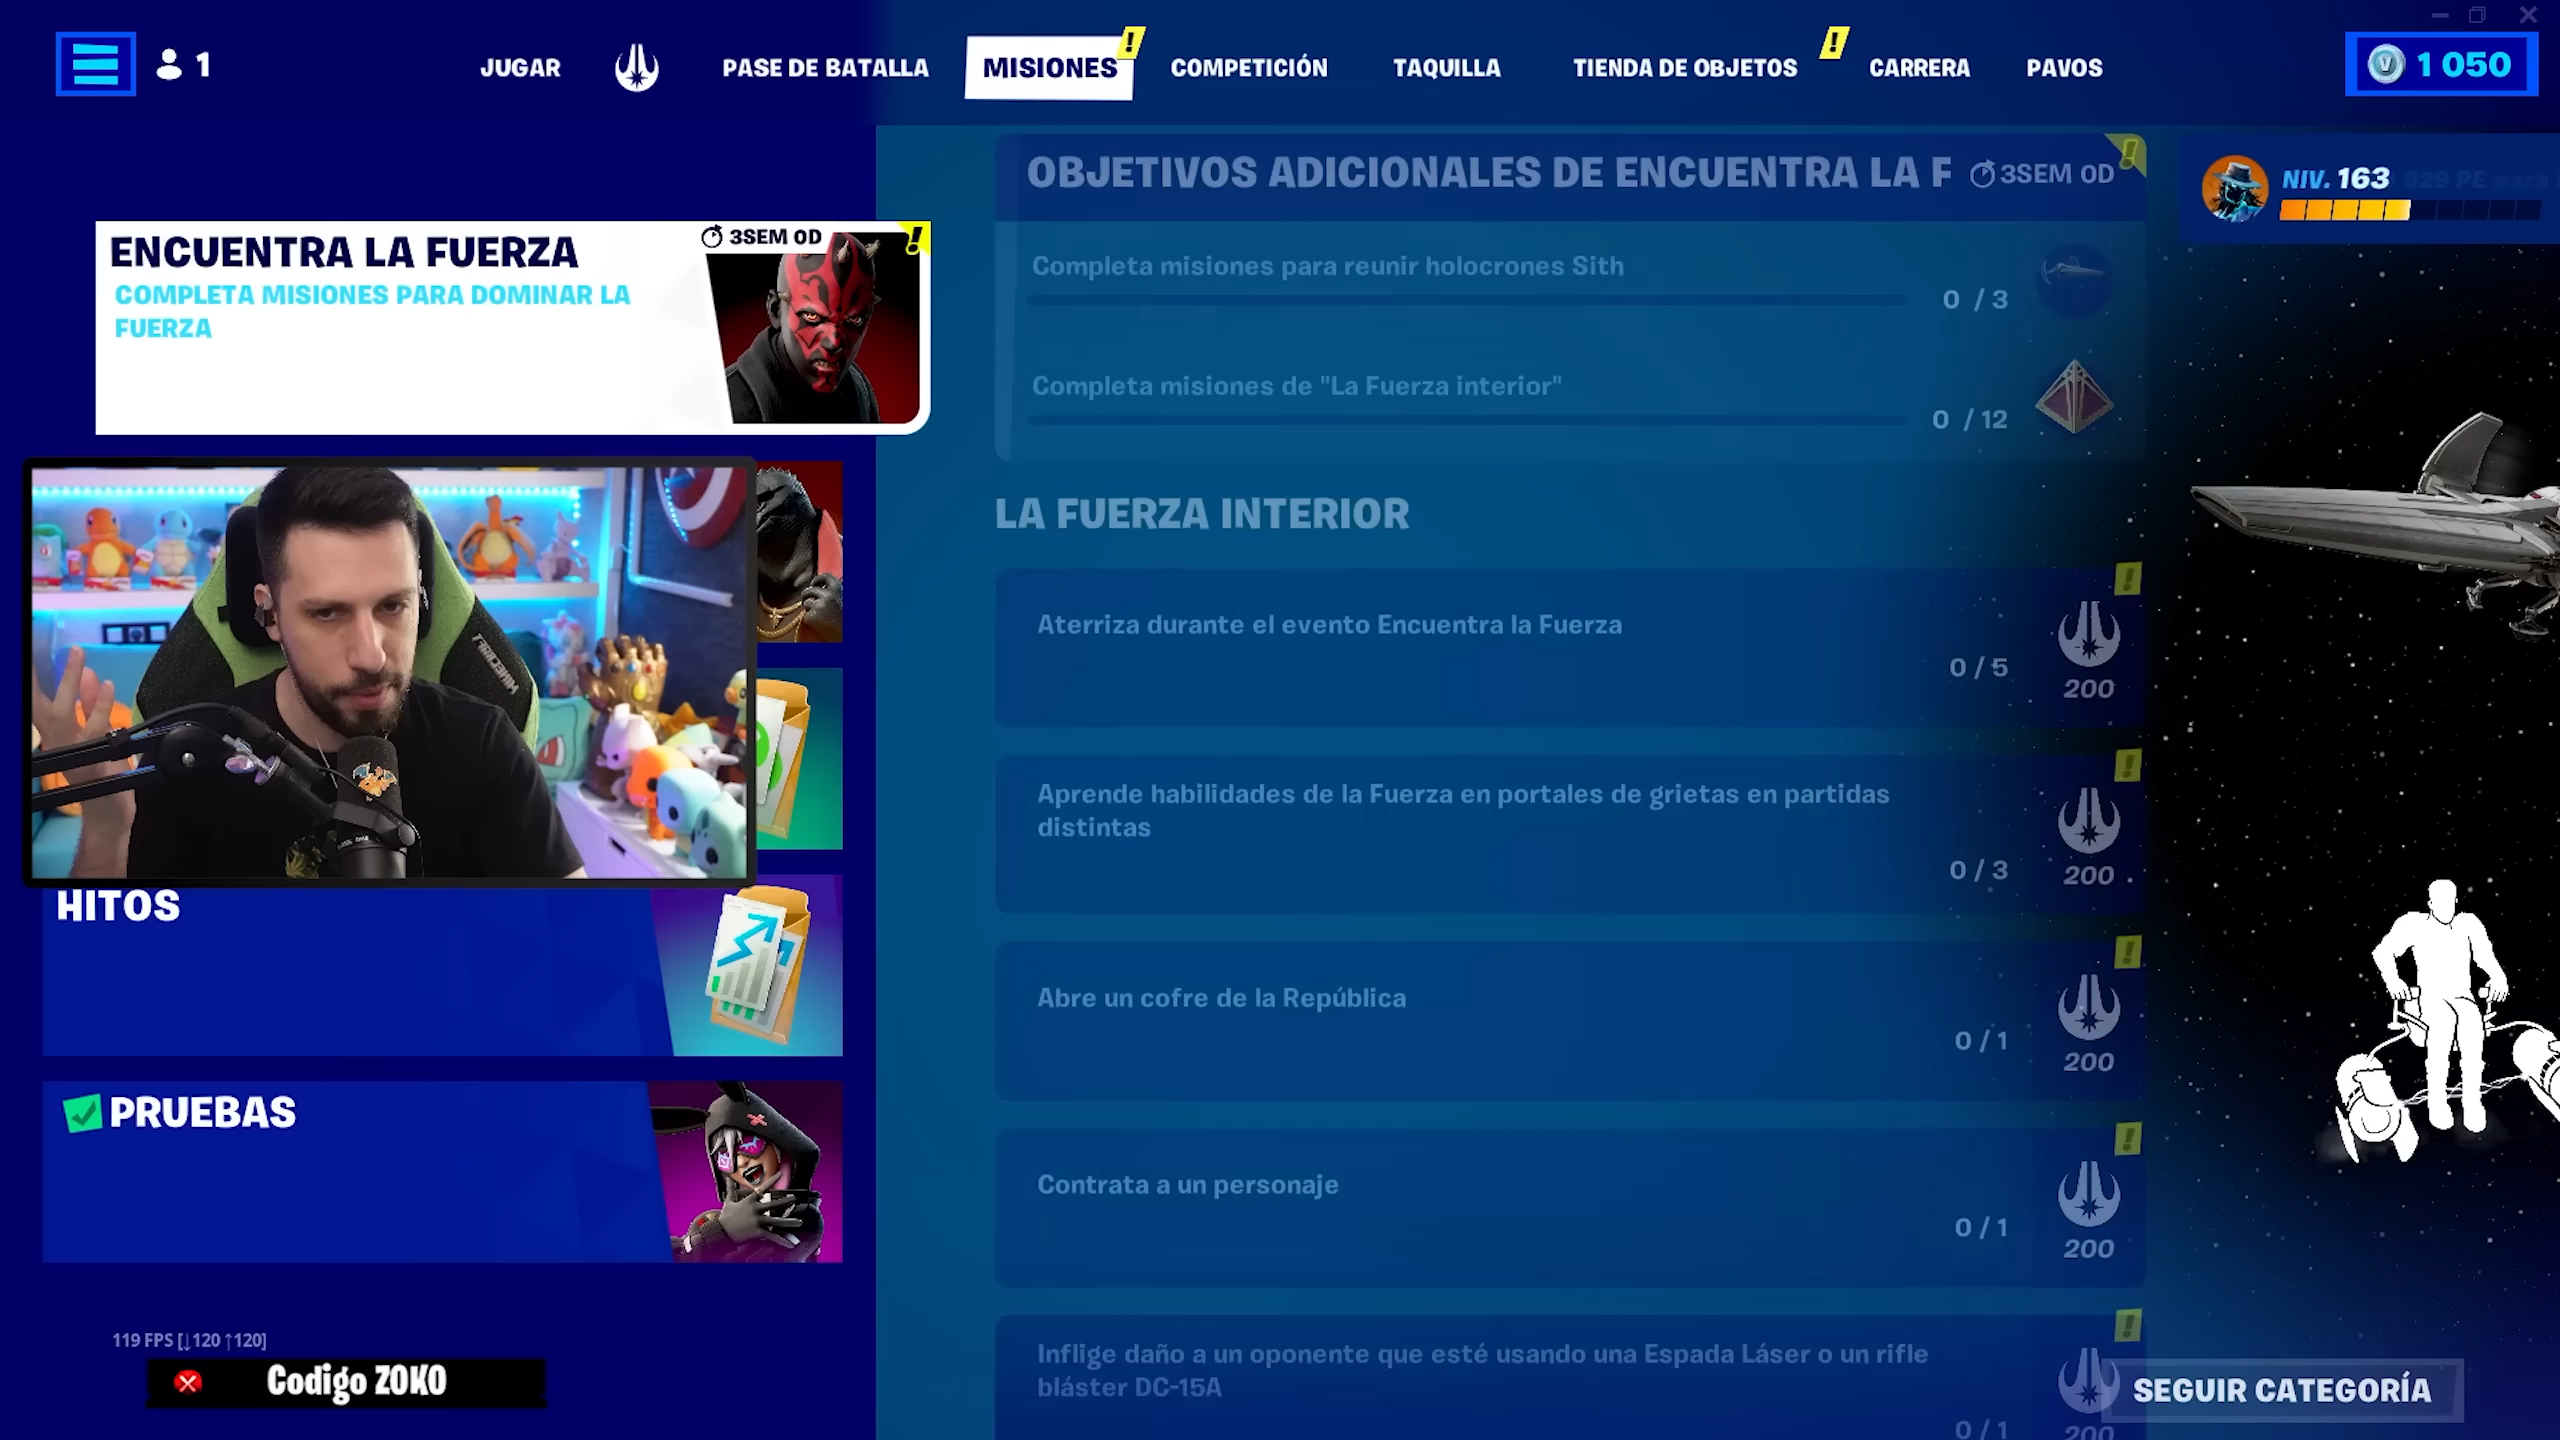 1
JUGAR
PASE DE BATALLA
MISIONES
COMPETICIÓN
TAQUILLA
TIENDA DE OBJETOS
CARRERA
PAVOS
1 050
NIV. 163
ENCUENTRA LA FUERZA
3SEM 0D
COMPLETA MISIONES PARA DOMINAR LA
FUERZA
HITOS
PRUEBAS
119 FPS [↓120 ↑120]
Codigo ZOKO
OBJETIVOS ADICIONALES DE ENCUENTRA LA F
3SEM 0D
Completa misiones para reunir holocrones Sith
0 / 3
Completa misiones de "La Fuerza interior"
0 / 12
LA FUERZA INTERIOR
Aterriza durante el evento Encuentra la Fuerza
0 / 5
200
Aprende habilidades de la Fuerza en portales de grietas en partidas
distintas
0 / 3
200
Abre un cofre de la República
0 / 1
200
Contrata a un personaje
0 / 1
200
Inflige daño a un oponente que esté usando una Espada Láser o un rifle
bláster DC-15A
0 / 1
200
SEGUIR CATEGORÍA